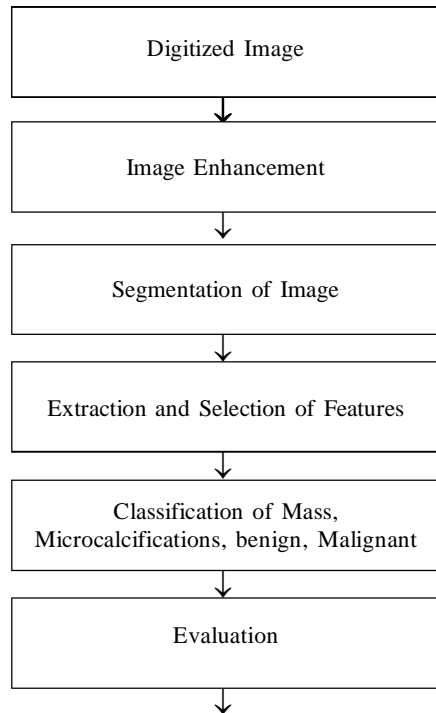 Digitized Image
Image Enhancement
Segmentation of Image
Extraction and Selection of Features
Classification of Mass,
Microcalcifications, benign, Malignant
Evaluation